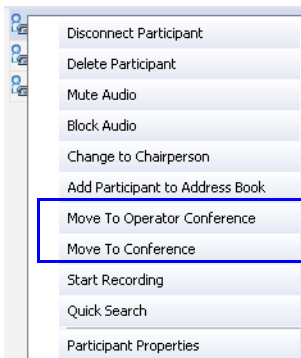 Disconnect Participant
Delete Participant
Mute Audio
Block Audio
Change to Chairperson
Add Participant to Address Book
Move To Operator Conference
Move To Conference
Start Recording
Quick Search
Participant Properties